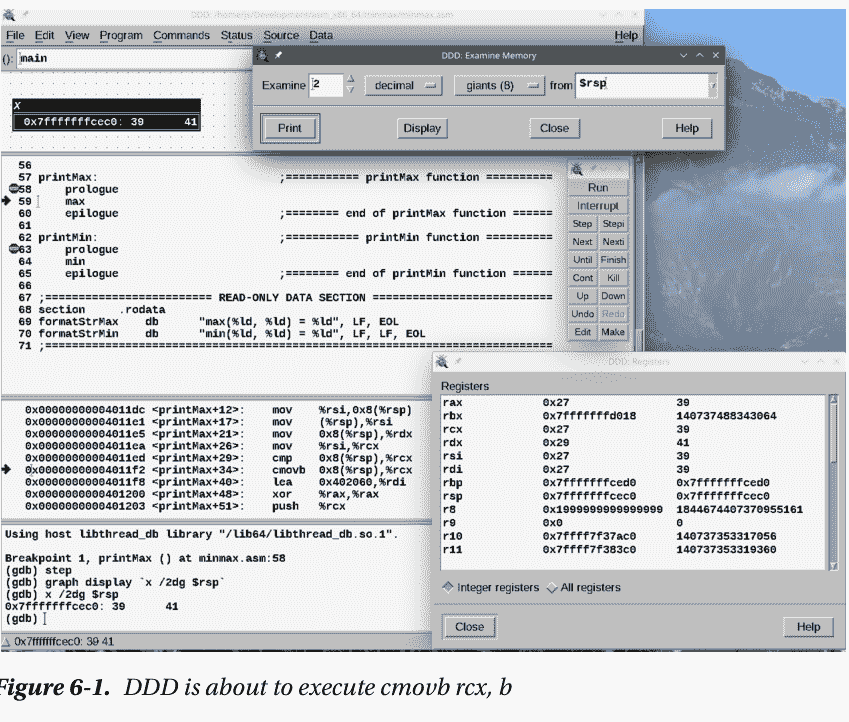 DDD: /home/js/Development/asm_x86_64/minmax/minmax.asm
File Edit View Program Commands Status Source Data Help
(): main
DDD: Examine Memory
Examine 2 decimal giants (8) from $rsp
Print Display Close Help
X
0x7fffffffcec0: 39 41
56
57 printMax: ;=========== printMax function ==========
58 prologue
59 max
60 epilogue ;======== end of printMax function ======
61
62 printMin: ;=========== printMin function ==========
63 prologue
64 min
65 epilogue ;======== end of printMin function ======
66
67 ;========================= READ-ONLY DATA SECTION ===========================
68 section .rodata
69 formatStrMax db "max(%ld, %ld) = %ld", LF, EOL
70 formatStrMin db "min(%ld, %ld) = %ld", LF, LF, EOL
71 ;============================================================================
Run
Interrupt
Step Stepi
Next Nexti
Until Finish
Cont Kill
Up Down
Undo Redo
Edit Make
0x00000000004011dc <printMax+12>: mov %rsi,0x8(%rsp)
0x00000000004011e1 <printMax+17>: mov (%rsp),%rsi
0x00000000004011e5 <printMax+21>: mov 0x8(%rsp),%rdx
0x00000000004011ea <printMax+26>: mov %rsi,%rcx
0x00000000004011ed <printMax+29>: cmp 0x8(%rsp),%rcx
0x00000000004011f2 <printMax+34>: cmovb 0x8(%rsp),%rcx
0x00000000004011f8 <printMax+40>: lea 0x402060,%rdi
0x0000000000401200 <printMax+48>: xor %rax,%rax
0x0000000000401203 <printMax+51>: push %rcx
DDD: Registers
Registers
rax 0x27 39
rbx 0x7fffffffd018 140737488343064
rcx 0x27 39
rdx 0x29 41
rsi 0x27 39
rdi 0x27 39
rbp 0x7fffffffced0 0x7fffffffced0
rsp 0x7fffffffcec0 0x7fffffffcec0
r8 0x1999999999999999 1844674407370955161
r9 0x0 0
r10 0x7ffff7f37ac0 140737353317056
r11 0x7ffff7f383c0 140737353319360
Integer registers All registers
Close Help
Using host libthread_db library "/lib64/libthread_db.so.1".
Breakpoint 1, printMax () at minmax.asm:58
(gdb) step
(gdb) graph display `x /2dg $rsp`
(gdb) x /2dg $rsp
0x7fffffffcec0: 39 41
(gdb)
0x7fffffffcec0: 39 41
Figure 6-1. DDD is about to execute cmovb rcx, b